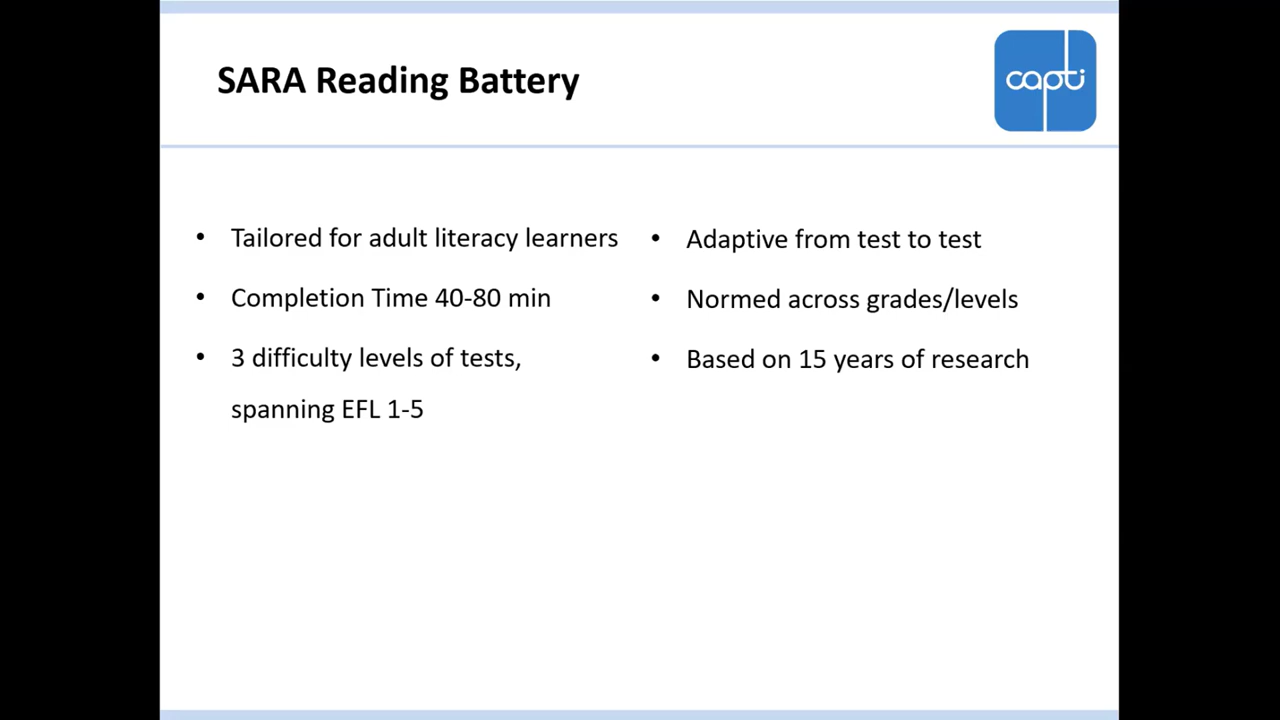 SARA Reading Battery
capti
• Tailored for adult literacy learners
• Completion Time 40-80 min
• 3 difficulty levels of tests,
spanning EFL 1-5
• Adaptive from test to test
• Normed across grades/levels
• Based on 15 years of research